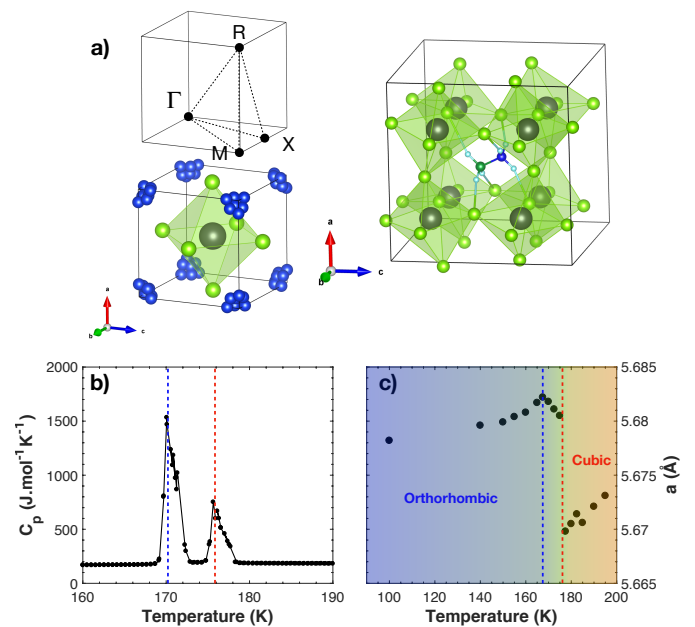 a)
R
Γ
M
X
a
b
c
a
b
c
b)
2000
1500
1000
500
0
C_p (J.mol⁻¹ K⁻¹)
160
170
180
190
Temperature (K)
c)
5.685
5.68
5.675
5.67
5.665
a (Å)
Cubic
Orthorhombic
100
120
140
160
180
200
Temperature (K)